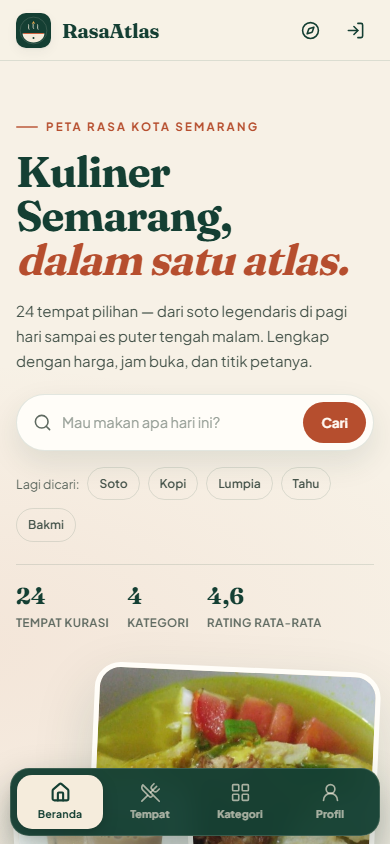 RasaAtlas
PETA RASA KOTA SEMARANG
Kuliner
Semarang,
dalam satu atlas.
24 tempat pilihan — dari soto legendaris di pagi
hari sampai es puter tengah malam. Lengkap
dengan harga, jam buka, dan titik petanya.
Mau makan apa hari ini? Cari
Lagi dicari: Soto Kopi Lumpia Tahu
Bakmi
24 4 4,6
TEMPAT KURASI KATEGORI RATING RATA-RATA
Beranda Tempat Kategori Profil